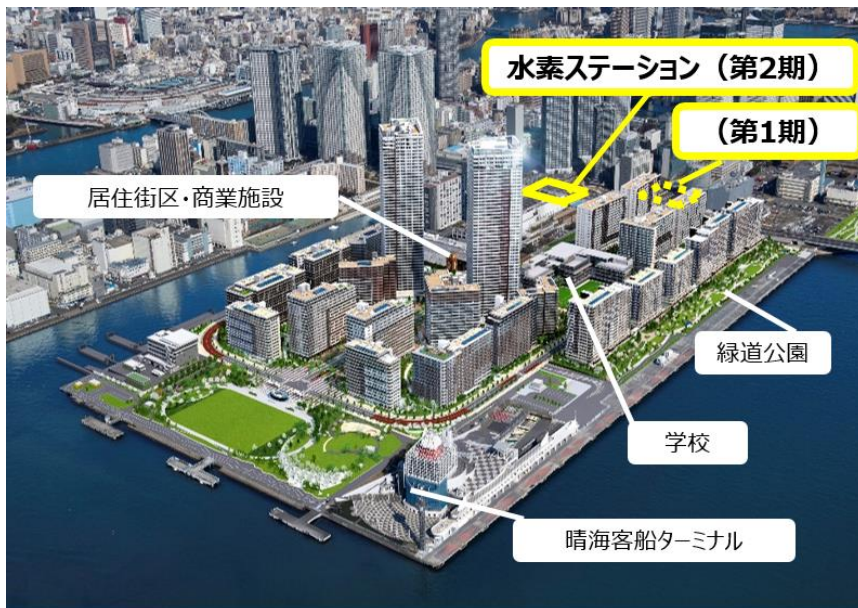 水素ステーション（第2期）
（第1期）
居住街区・商業施設
緑道公園
学校
晴海客船ターミナル